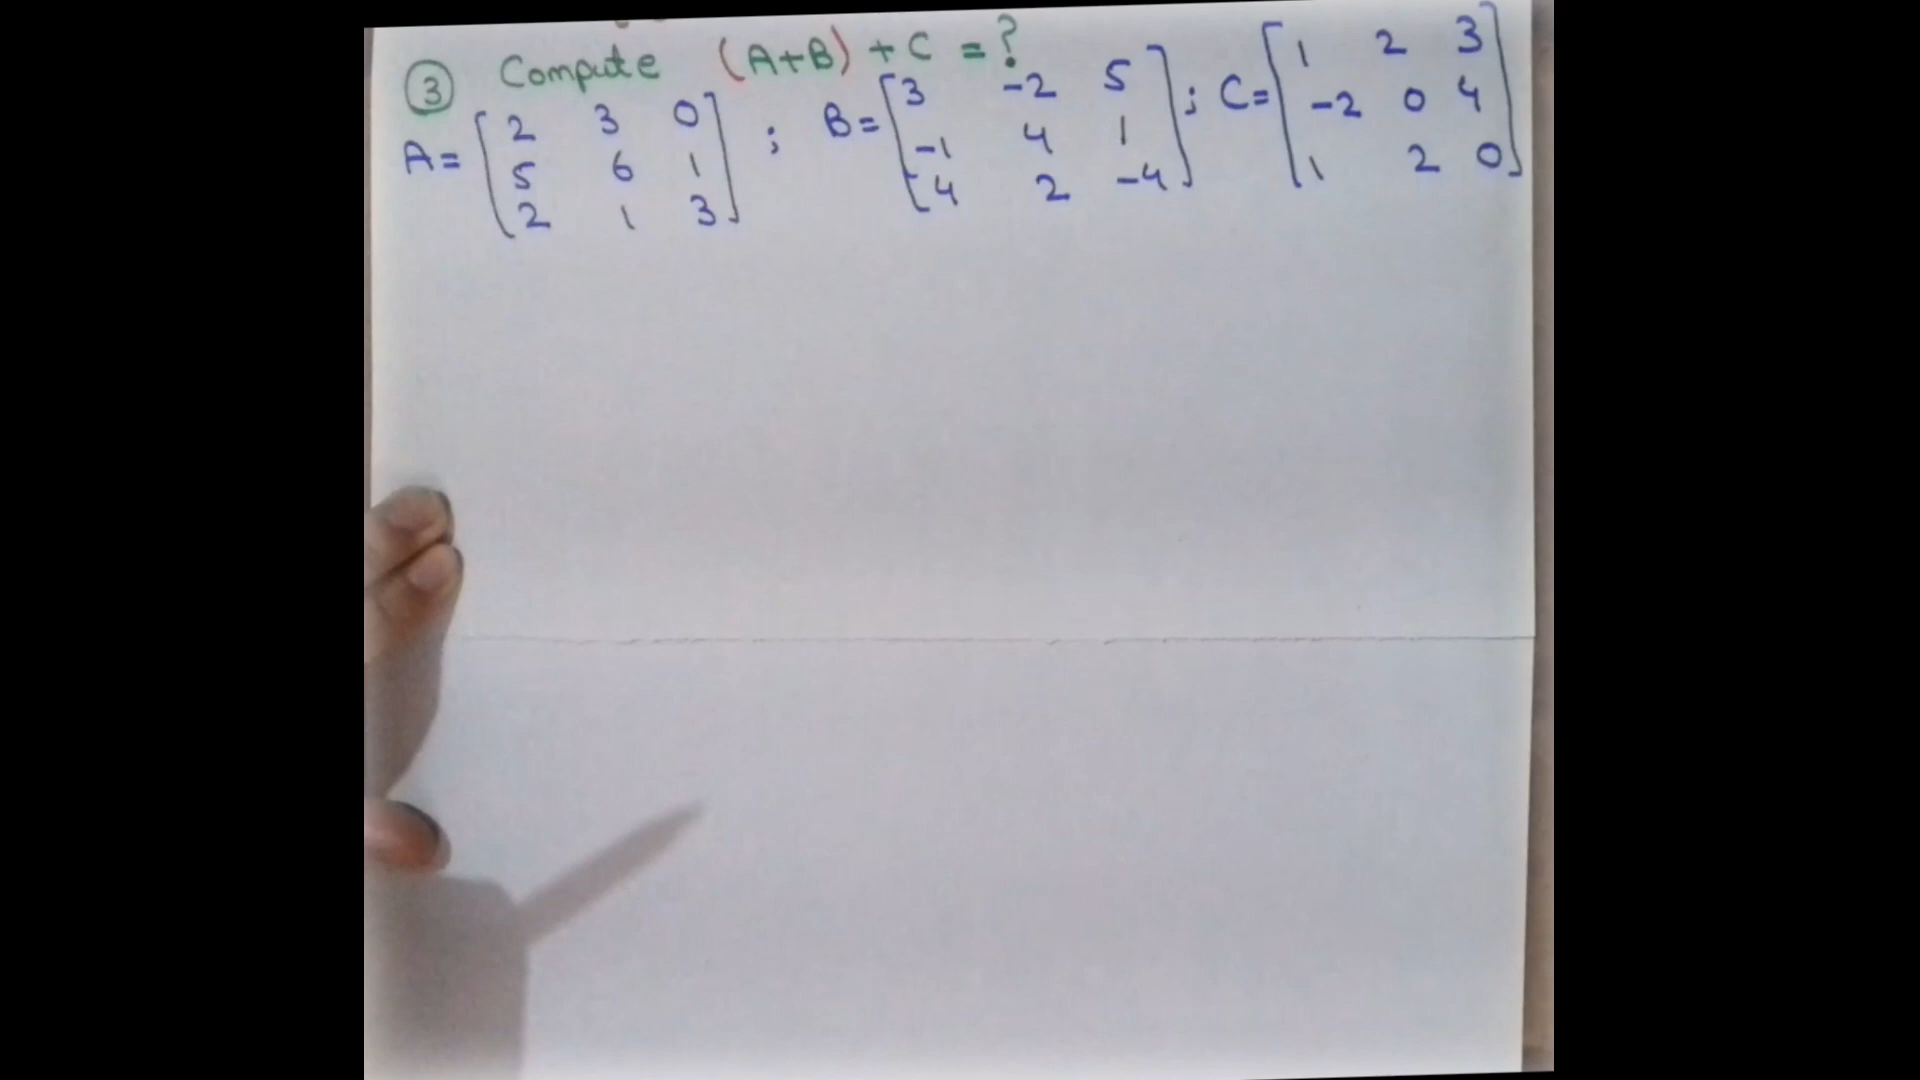 ③ Compute (A+B) + C = ?
A = [2 3 0 ; B = [3 -2 5] ; C = [1 2 3
5 6 1 -1 4 1 -2 0 4
2 1 3] 4 2 -4 1 2 0]